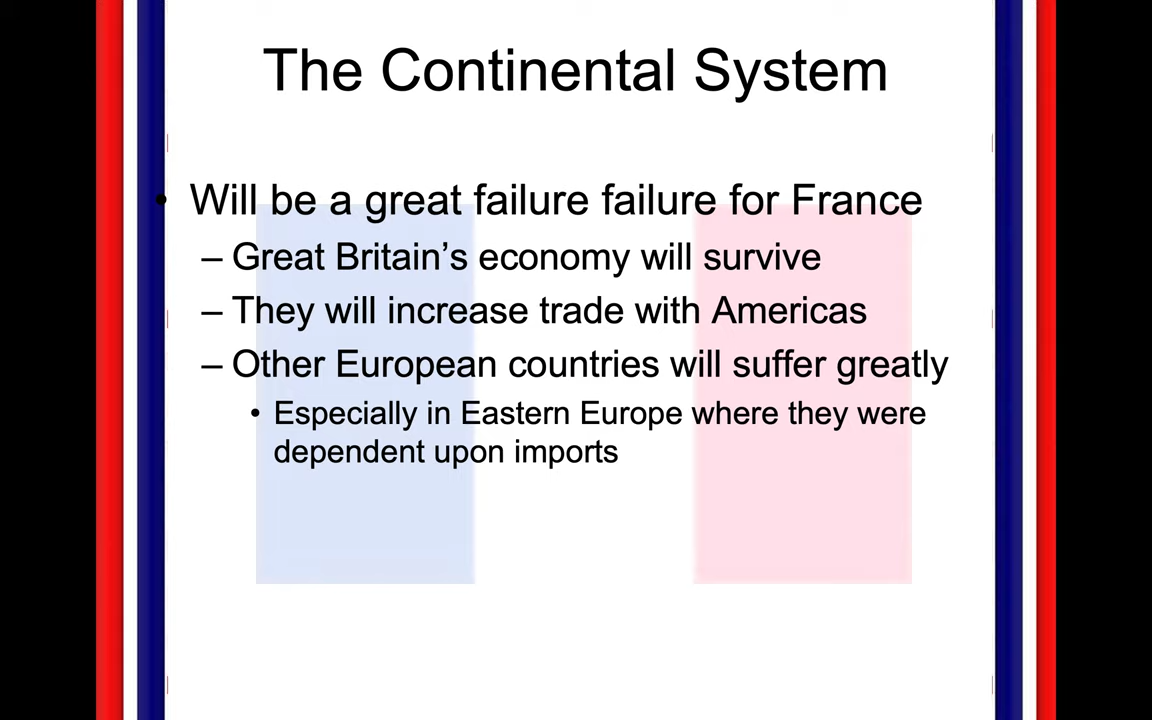 The Continental System
• Will be a great failure failure for France
– Great Britain's economy will survive
– They will increase trade with Americas
– Other European countries will suffer greatly
• Especially in Eastern Europe where they were
dependent upon imports